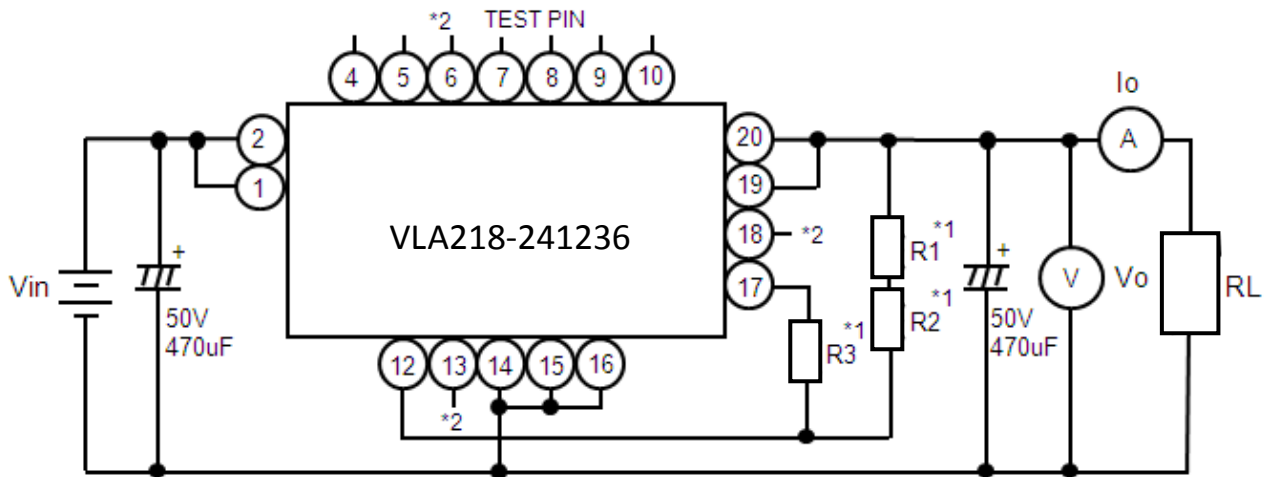 *2 TEST PIN
4 5 6 7 8 9 10
Io
2 20 A
1 19
VLA218-241236 18 *2
R1 *1
Vin + 17 + V Vo RL
R2 *1
50V 50V
470uF 470uF
R3 *1
12 13 14 15 16
*2